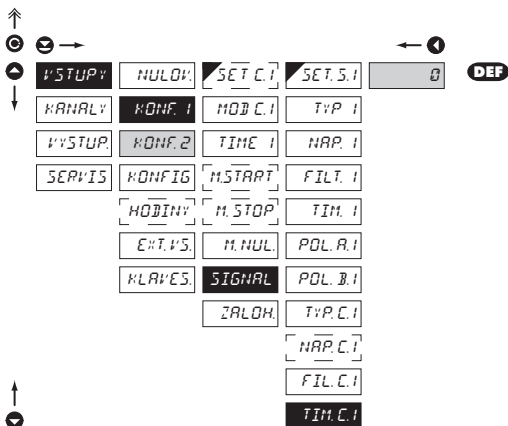 VSTUPY NULOV. SET C.1 SET. S.1 0 DEF
KANALY KONF. 1 MOD C.1 TYP 1
VYSTUP. KONF. 2 TIME 1 NAP. 1
SERVIS KONFIG M.START FILT. 1
HODINY M. STOP TIM. 1
EXT. VS. M. NUL. POL. A.1
KLAVES. SIGNAL POL. B.1
ZALOH. TYP. C.1
NAP. C.1
FIL. C.1
TIM. C.1